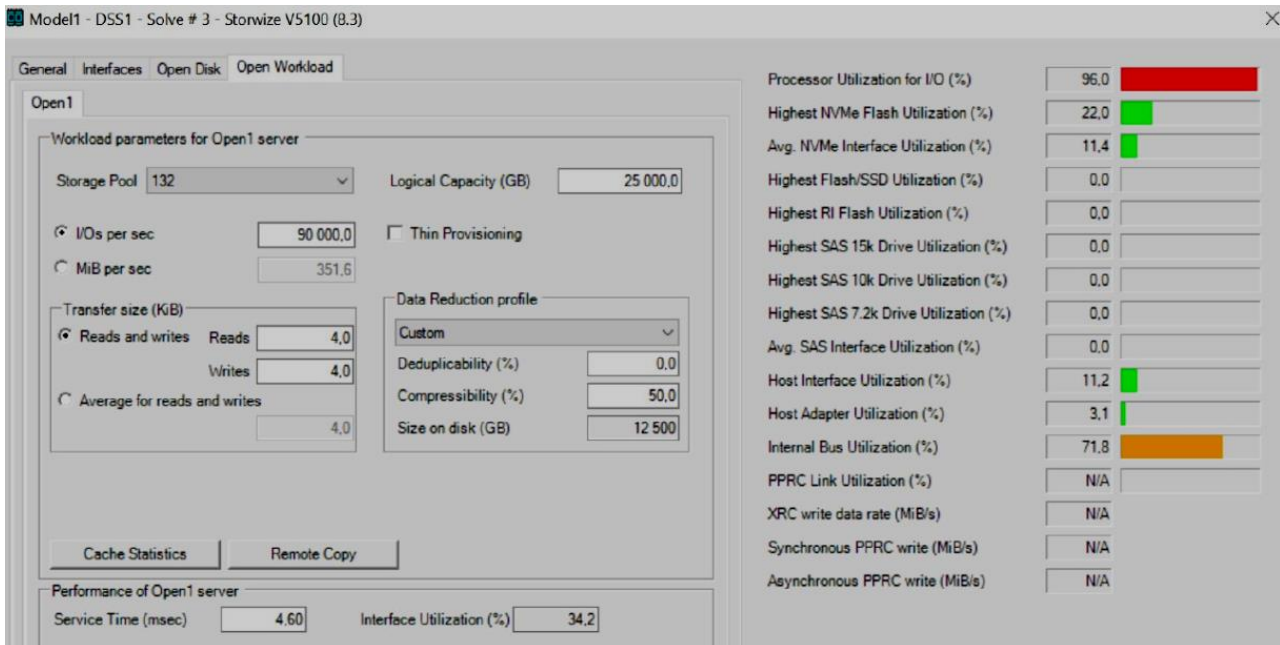 Model1 - DSS1 - Solve # 3 - Storwize V5100 (8.3)
General Interfaces Open Disk Open Workload
Open1
Workload parameters for Open1 server
Storage Pool 132 Logical Capacity (GB) 25 000,0
I/Os per sec 90 000,0 Thin Provisioning
MiB per sec 351,6
Transfer size (KiB)
Reads and writes Reads 4,0
Writes 4,0
Average for reads and writes
4,0
Data Reduction profile
Custom
Deduplicability (%) 0,0
Compressibility (%) 50,0
Size on disk (GB) 12 500
Cache Statistics Remote Copy
Performance of Open1 server
Service Time (msec) 4,60 Interface Utilization (%) 34,2
Processor Utilization for I/O (%) 96,0
Highest NVMe Flash Utilization (%) 22,0
Avg. NVMe Interface Utilization (%) 11,4
Highest Flash/SSD Utilization (%) 0,0
Highest RI Flash Utilization (%) 0,0
Highest SAS 15k Drive Utilization (%) 0,0
Highest SAS 10k Drive Utilization (%) 0,0
Highest SAS 7.2k Drive Utilization (%) 0,0
Avg. SAS Interface Utilization (%) 0,0
Host Interface Utilization (%) 11,2
Host Adapter Utilization (%) 3,1
Internal Bus Utilization (%) 71,8
PPRC Link Utilization (%) N/A
XRC write data rate (MiB/s) N/A
Synchronous PPRC write (MiB/s) N/A
Asynchronous PPRC write (MiB/s) N/A